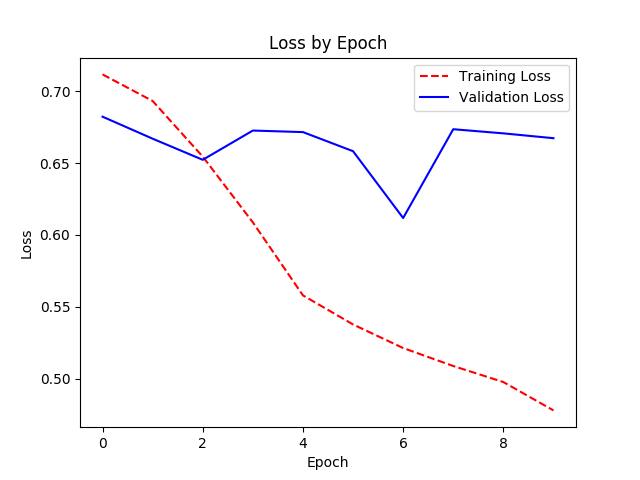 Loss by Epoch
Training Loss
Validation Loss
0.70
0.65
0.60
0.55
0.50
Loss
0 2 4 6 8
Epoch